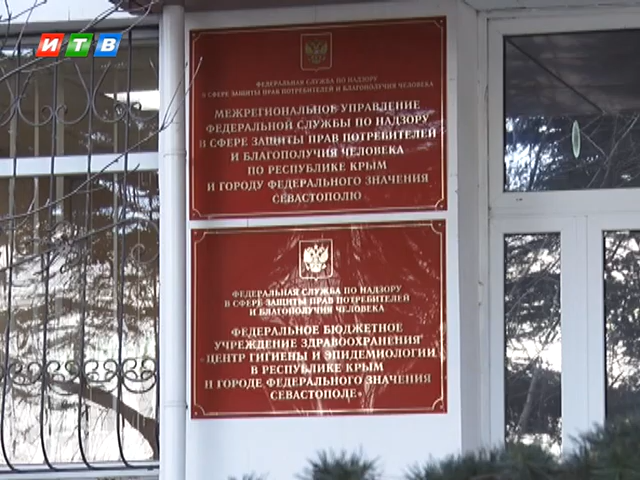 ИТВ
ФЕДЕРАЛЬНАЯ СЛУЖБА ПО НАДЗОРУ
В СФЕРЕ ЗАЩИТЫ ПРАВ ПОТРЕБИТЕЛЕЙ И БЛАГОПОЛУЧИЯ ЧЕЛОВЕКА
МЕЖРЕГИОНАЛЬНОЕ УПРАВЛЕНИЕ
ФЕДЕРАЛЬНОЙ СЛУЖБЫ ПО НАДЗОРУ
В СФЕРЕ ЗАЩИТЫ ПРАВ ПОТРЕБИТЕЛЕЙ
И БЛАГОПОЛУЧИЯ ЧЕЛОВЕКА
ПО РЕСПУБЛИКЕ КРЫМ
И ГОРОДУ ФЕДЕРАЛЬНОГО ЗНАЧЕНИЯ
СЕВАСТОПОЛЮ
ФЕДЕРАЛЬНАЯ СЛУЖБА ПО НАДЗОРУ
В СФЕРЕ ЗАЩИТЫ ПРАВ ПОТРЕБИТЕЛЕЙ
И БЛАГОПОЛУЧИЯ ЧЕЛОВЕКА
ФЕДЕРАЛЬНОЕ БЮДЖЕТНОЕ
УЧРЕЖДЕНИЕ ЗДРАВООХРАНЕНИЯ
«ЦЕНТР ГИГИЕНЫ И ЭПИДЕМИОЛОГИИ
В РЕСПУБЛИКЕ КРЫМ
И ГОРОДЕ ФЕДЕРАЛЬНОГО ЗНАЧЕНИЯ
СЕВАСТОПОЛЕ»